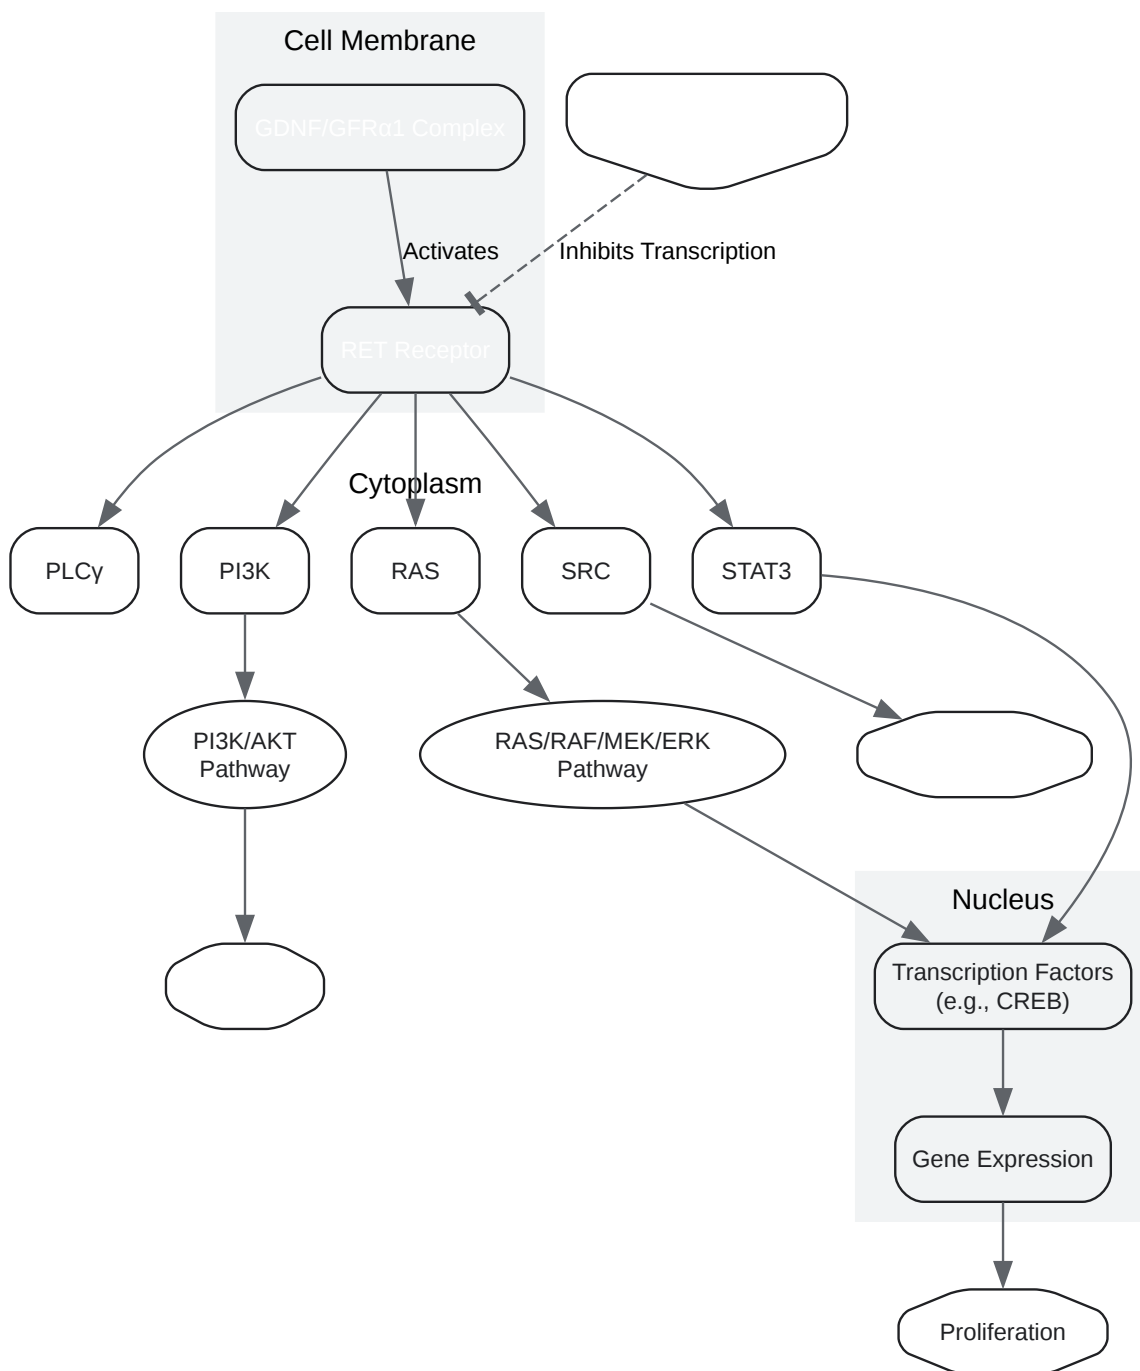 Cell Membrane
GDNF/GFRα1 Complex
Activates
Inhibits Transcription
RET Receptor
Cytoplasm
PLCγ
PI3K
RAS
SRC
STAT3
PI3K/AKT
Pathway
RAS/RAF/MEK/ERK
Pathway
Nucleus
Transcription Factors
(e.g., CREB)
Gene Expression
Proliferation